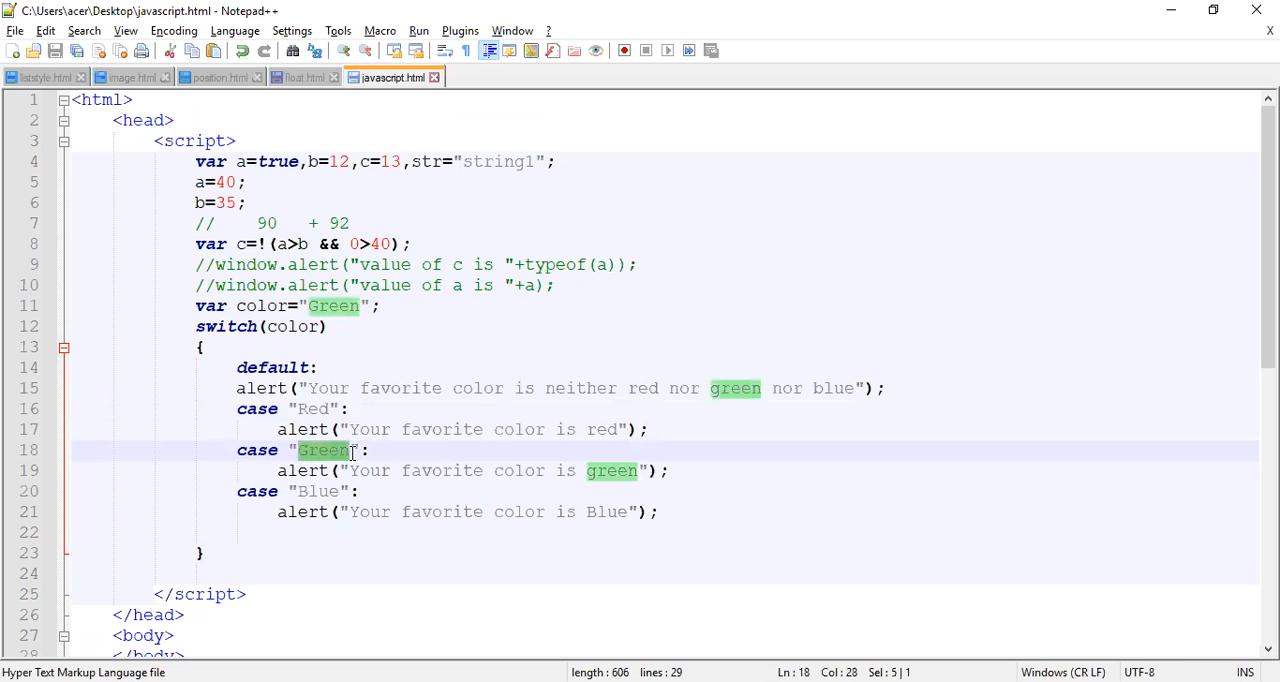 C:\Users\acer\Desktop\javascript.html - Notepad++
File Edit Search View Encoding Language Settings Tools Macro Run Plugins Window ? X
liststyle.html image.html position.html float.html javascript.html
1 <html>
2 <head>
3 <script>
4 var a=true,b=12,c=13,str="string1";
5 a=40;
6 b=35;
7 // 90 + 92
8 var c=!(a>b && 0>40);
9 //window.alert("value of c is "+typeof(a));
10 //window.alert("value of a is "+a);
11 var color="Green";
12 switch(color)
13 {
14 default:
15 alert("Your favorite color is neither red nor green nor blue");
16 case "Red":
17 alert("Your favorite color is red");
18 case "Green":
19 alert("Your favorite color is green");
20 case "Blue":
21 alert("Your favorite color is Blue");
22
23 }
24
25 </script>
26 </head>
27 <body>
28 </body>
Hyper Text Markup Language file length : 606 lines : 29 Ln : 18 Col : 28 Sel : 5 | 1 Windows (CR LF) UTF-8 INS